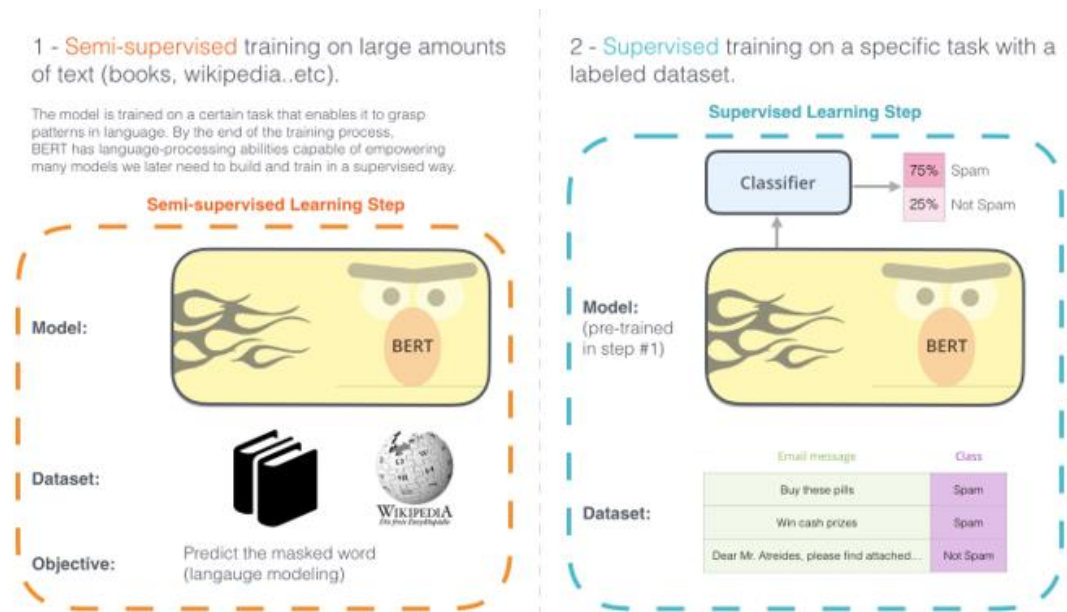 1 - Semi-supervised training on large amounts
of text (books, wikipedia..etc).
The model is trained on a certain task that enables it to grasp
patterns in language. By the end of the training process,
BERT has language-processing abilities capable of empowering
many models we later need to build and train in a supervised way.
Semi-supervised Learning Step
Model:
BERT
Dataset:
WIKIPEDIA
Die freie Enzyklopädie
Objective:
Predict the masked word
(langauge modeling)
2 - Supervised training on a specific task with a
labeled dataset.
Supervised Learning Step
Classifier
75% Spam
25% Not Spam
Model:
(pre-trained
in step #1)
BERT
Dataset:
Email message Class
Buy these pills Spam
Win cash prizes Spam
Dear Mr. Atreides, please find attached... Not Spam